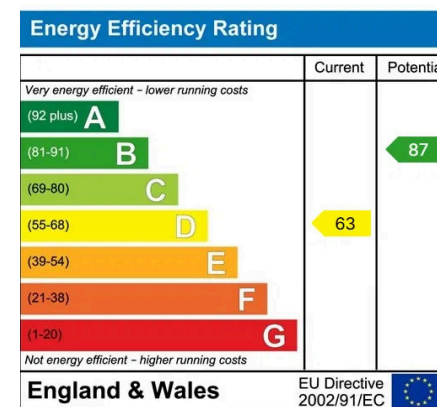 Energy Efficiency Rating
Current Potentia
Very energy efficient – lower running costs
(92 plus) A
(81-91) B 87
(69-80) C
(55-68) D 63
(39-54) E
(21-38) F
(1-20) G
Not energy efficient – higher running costs
England & Wales
EU Directive
2002/91/EC